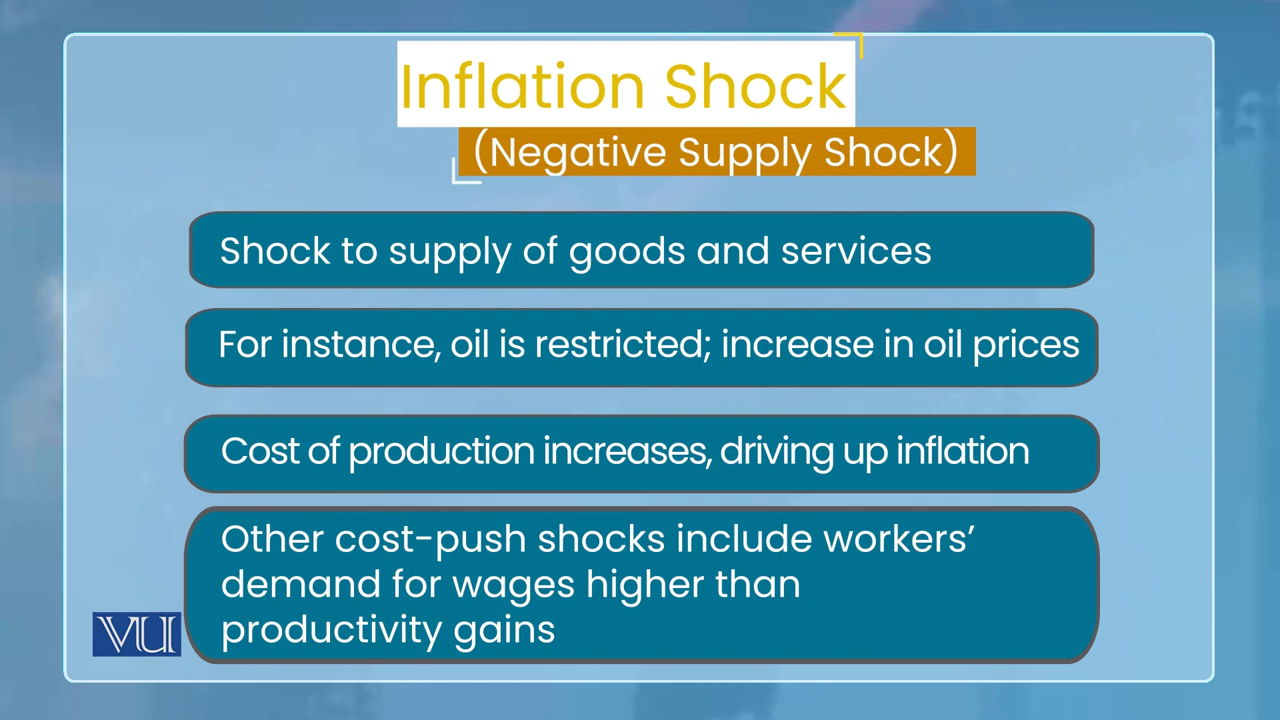 Inflation Shock
(Negative Supply Shock)
Shock to supply of goods and services
For instance, oil is restricted; increase in oil prices
Cost of production increases, driving up inflation
Other cost-push shocks include workers’
demand for wages higher than
productivity gains
VU